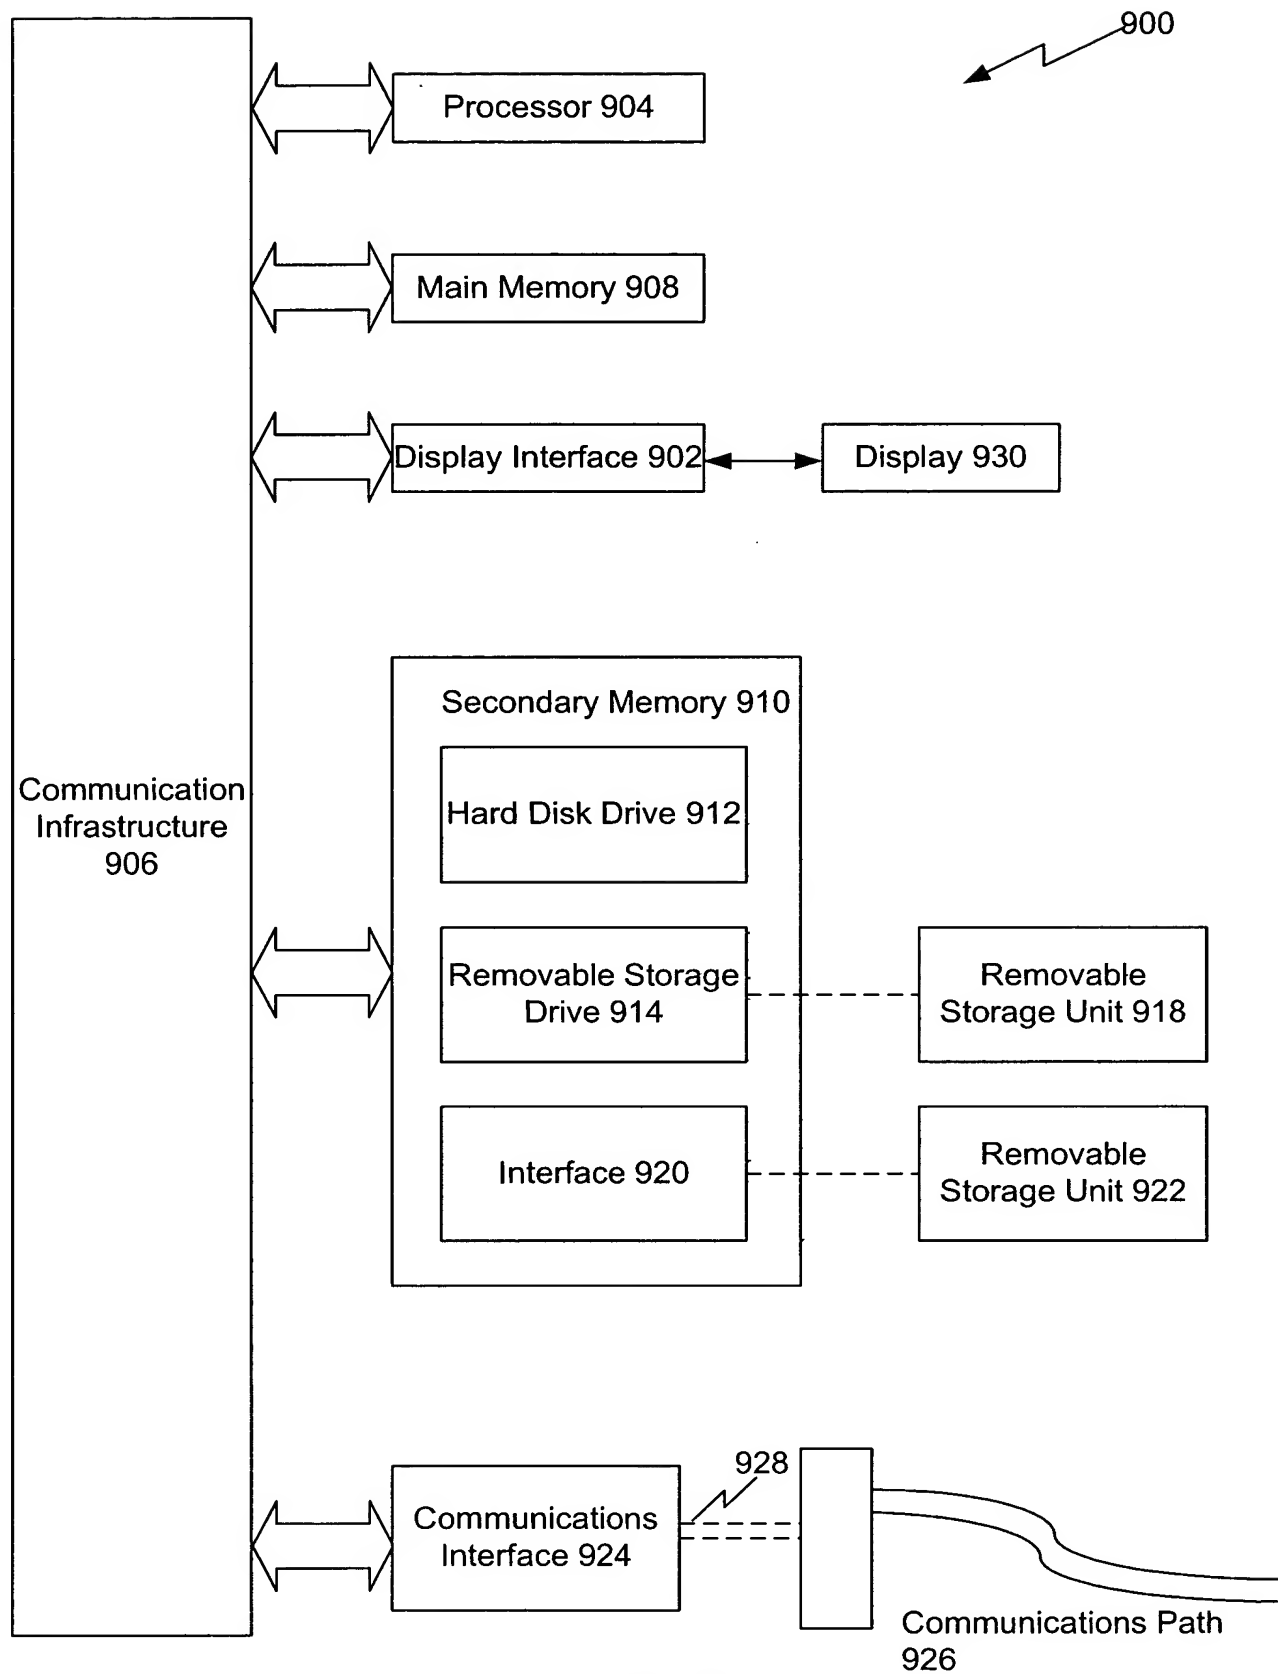 900
Processor 904
Main Memory 908
Display Interface 902
Display 930
Secondary Memory 910
Hard Disk Drive 912
Communication
Infrastructure
906
Removable Storage
Drive 914
Removable
Storage Unit 918
Interface 920
Removable
Storage Unit 922
928
Communications
Interface 924
Communications Path
926